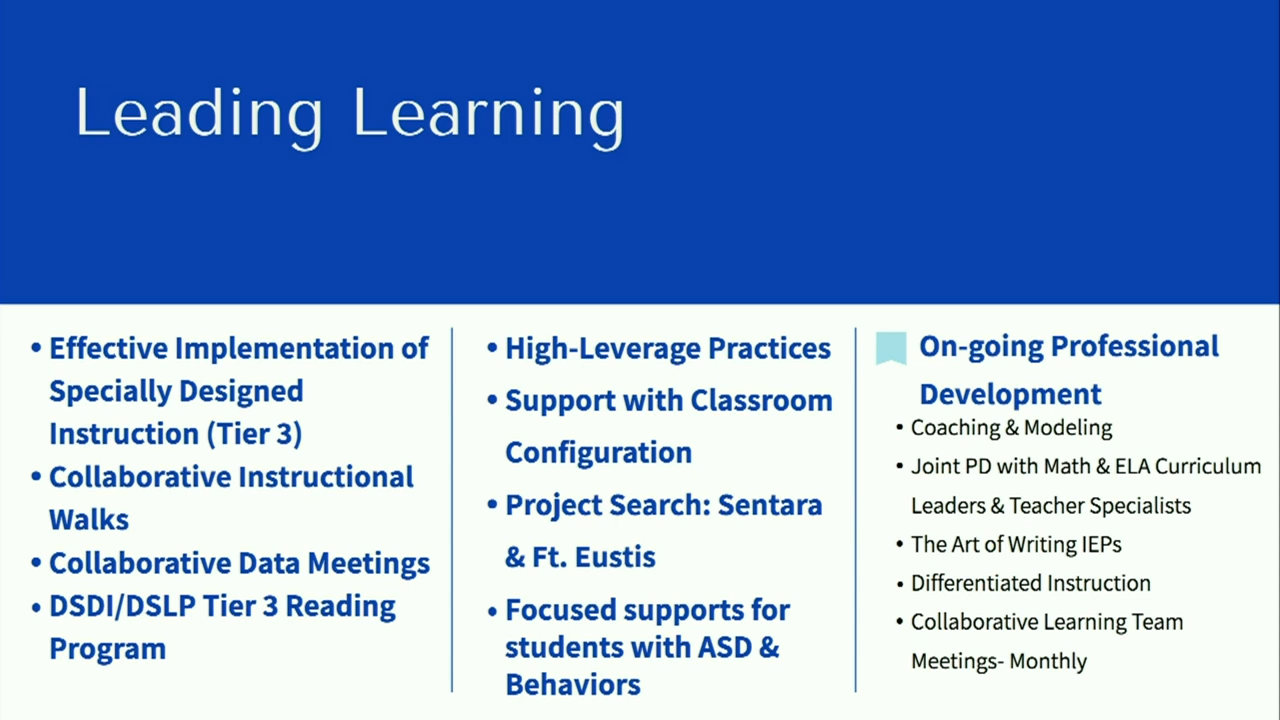 Leading Learning
• Effective Implementation of
Specially Designed
Instruction (Tier 3)
• Collaborative Instructional
Walks
• Collaborative Data Meetings
• DSDI/DSLP Tier 3 Reading
Program
• High-Leverage Practices
• Support with Classroom
Configuration
• Project Search: Sentara
& Ft. Eustis
• Focused supports for
students with ASD &
Behaviors
On-going Professional
Development
• Coaching & Modeling
• Joint PD with Math & ELA Curriculum
Leaders & Teacher Specialists
• The Art of Writing IEPs
• Differentiated Instruction
• Collaborative Learning Team
Meetings- Monthly